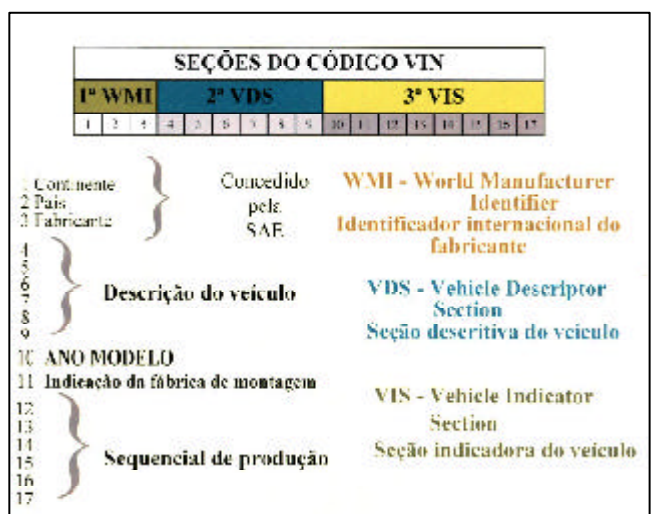 SEÇÕES DO CÓDIGO VIN
1ª WMI 2ª VDS 3ª VIS
1 2 3 4 5 6 7 8 9 10 11 12 13 14 15 16 17
1 Continente
2 Pais
3 Fabricante
Concedido
pela
SAE
WMI - World Manufacturer
Identifier
Identificador internacional do
fabricante
4
5
6
7
8
9
Descrição do veículo
VDS - Vehicle Descriptor
Section
Seção descritiva do veiculo
10 ANO MODELO
11 Indicação da fábrica de montagem
12
13
14
15
16
17
Sequencial de produção
VIS - Vehicle Indicator
Section
Seção indicadora do veículo